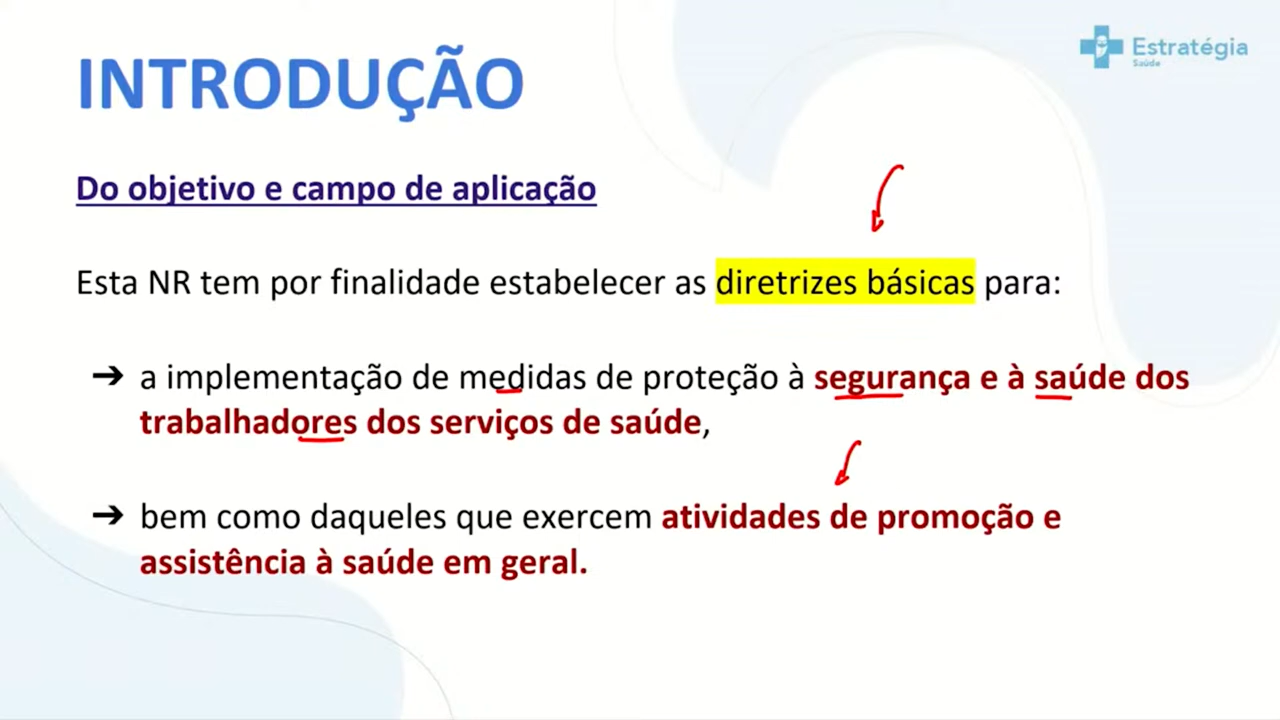 INTRODUÇÃO
Estratégia
Saúde
Do objetivo e campo de aplicação
Esta NR tem por finalidade estabelecer as diretrizes básicas para:
➔ a implementação de medidas de proteção à segurança e à saúde dos
trabalhadores dos serviços de saúde,
➔ bem como daqueles que exercem atividades de promoção e
assistência à saúde em geral.